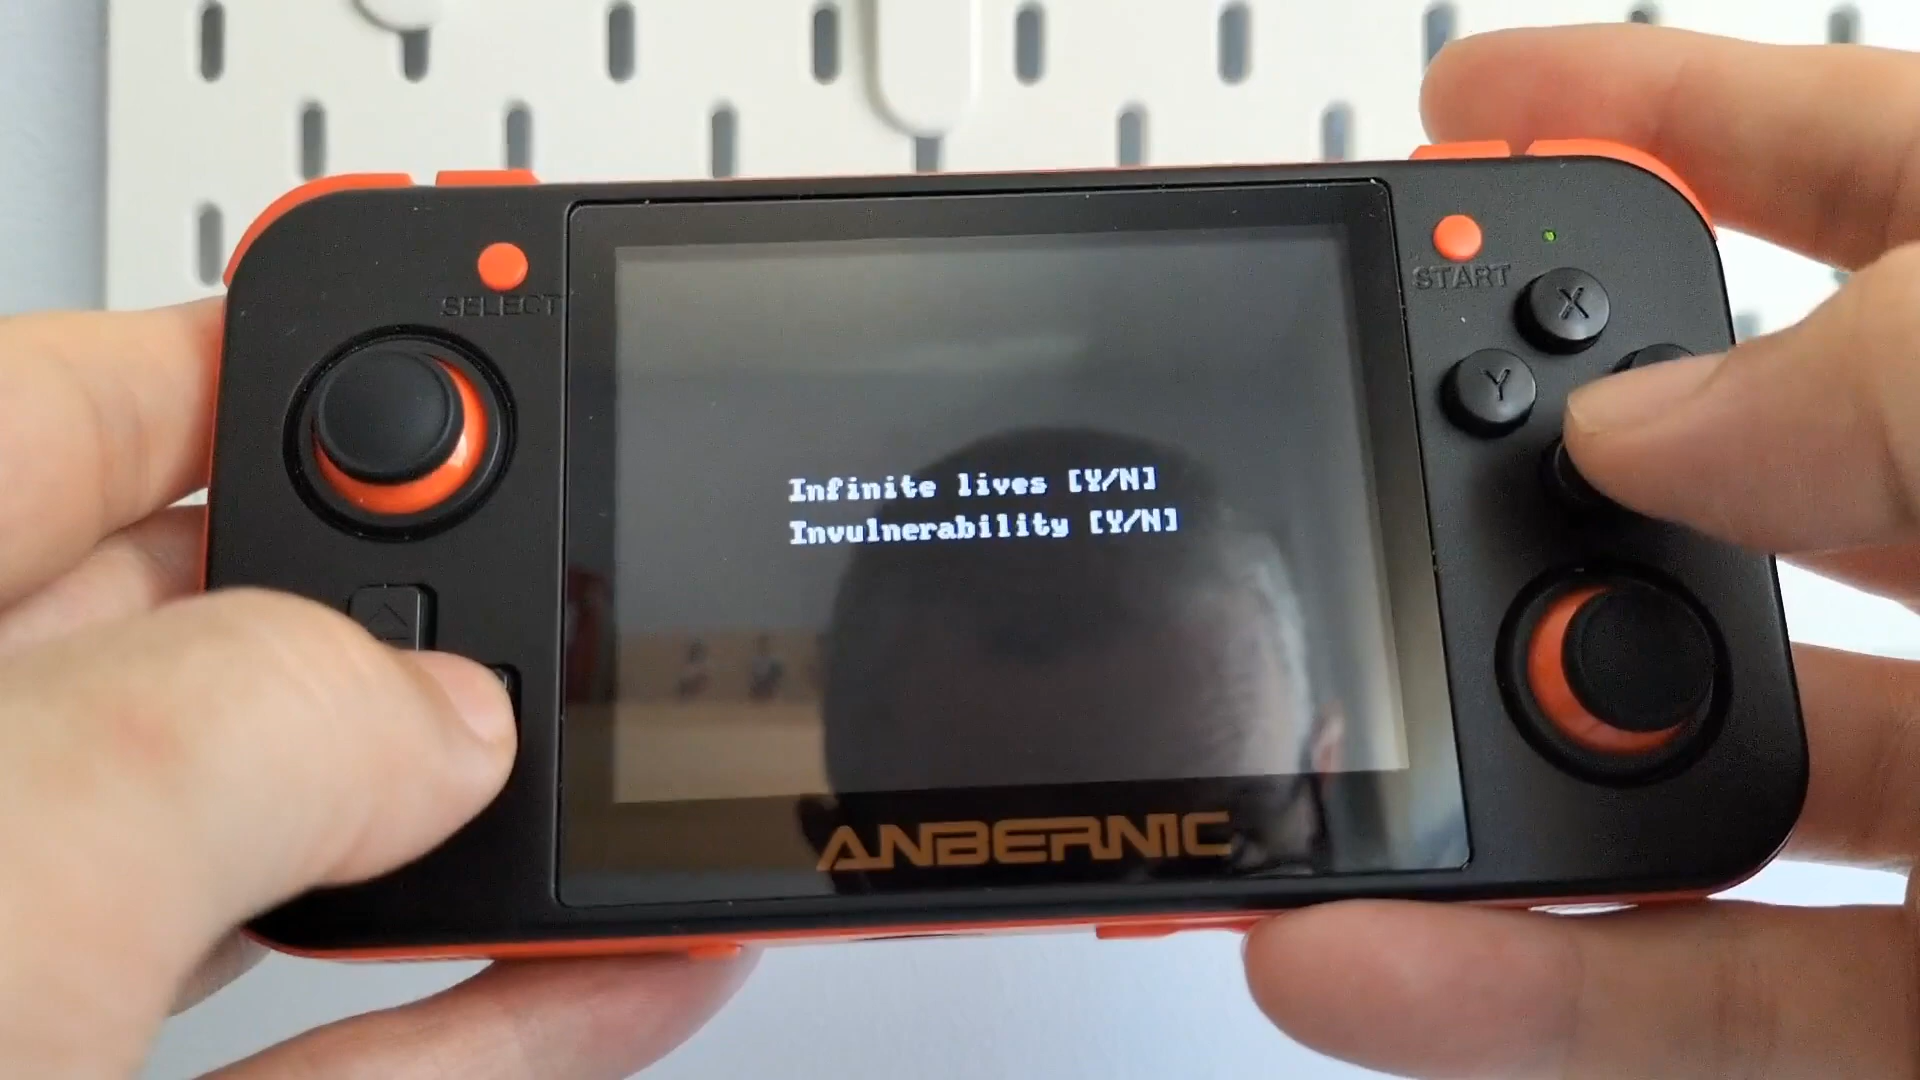 SELECT
START
X
Y
Infinite lives [Y/N]
Invulnerability [Y/N]
ANBERNIC